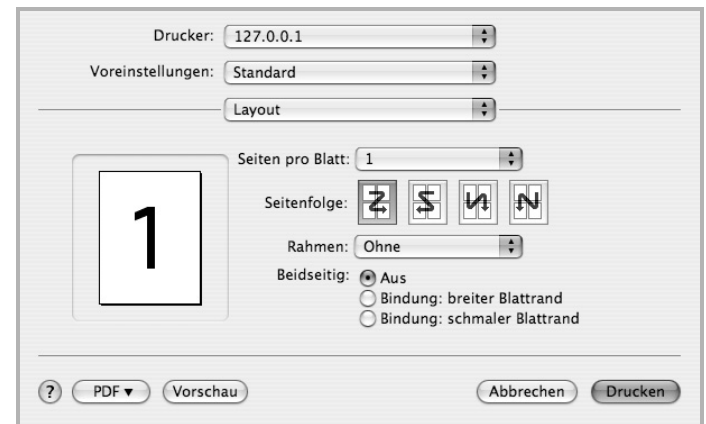 Drucker: 127.0.0.1
Voreinstellungen: Standard
Layout
Seiten pro Blatt: 1
Seitenfolge:
1
Rahmen: Ohne
Beidseitig: Aus
Bindung: breiter Blattrand
Bindung: schmaler Blattrand
? PDF ▼ Vorschau Abbrechen Drucken